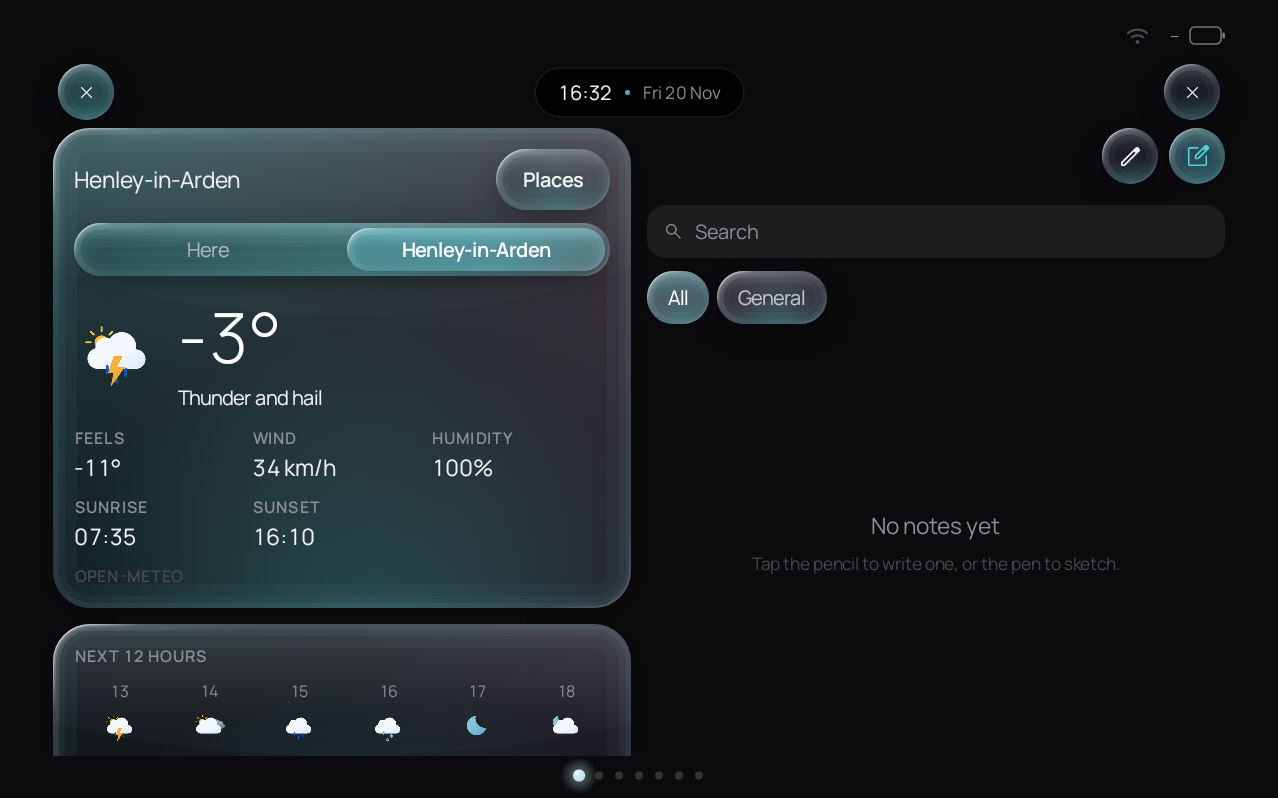 16:32 • Fri 20 Nov
Henley-in-Arden
Places
Here
Henley-in-Arden
-3°
Thunder and hail
FEELS
WIND
HUMIDITY
-11°
34 km/h
100%
SUNRISE
SUNSET
07:35
16:10
OPEN-METEO
NEXT 12 HOURS
13 14 15 16 17 18
Search
All
General
No notes yet
Tap the pencil to write one, or the pen to sketch.